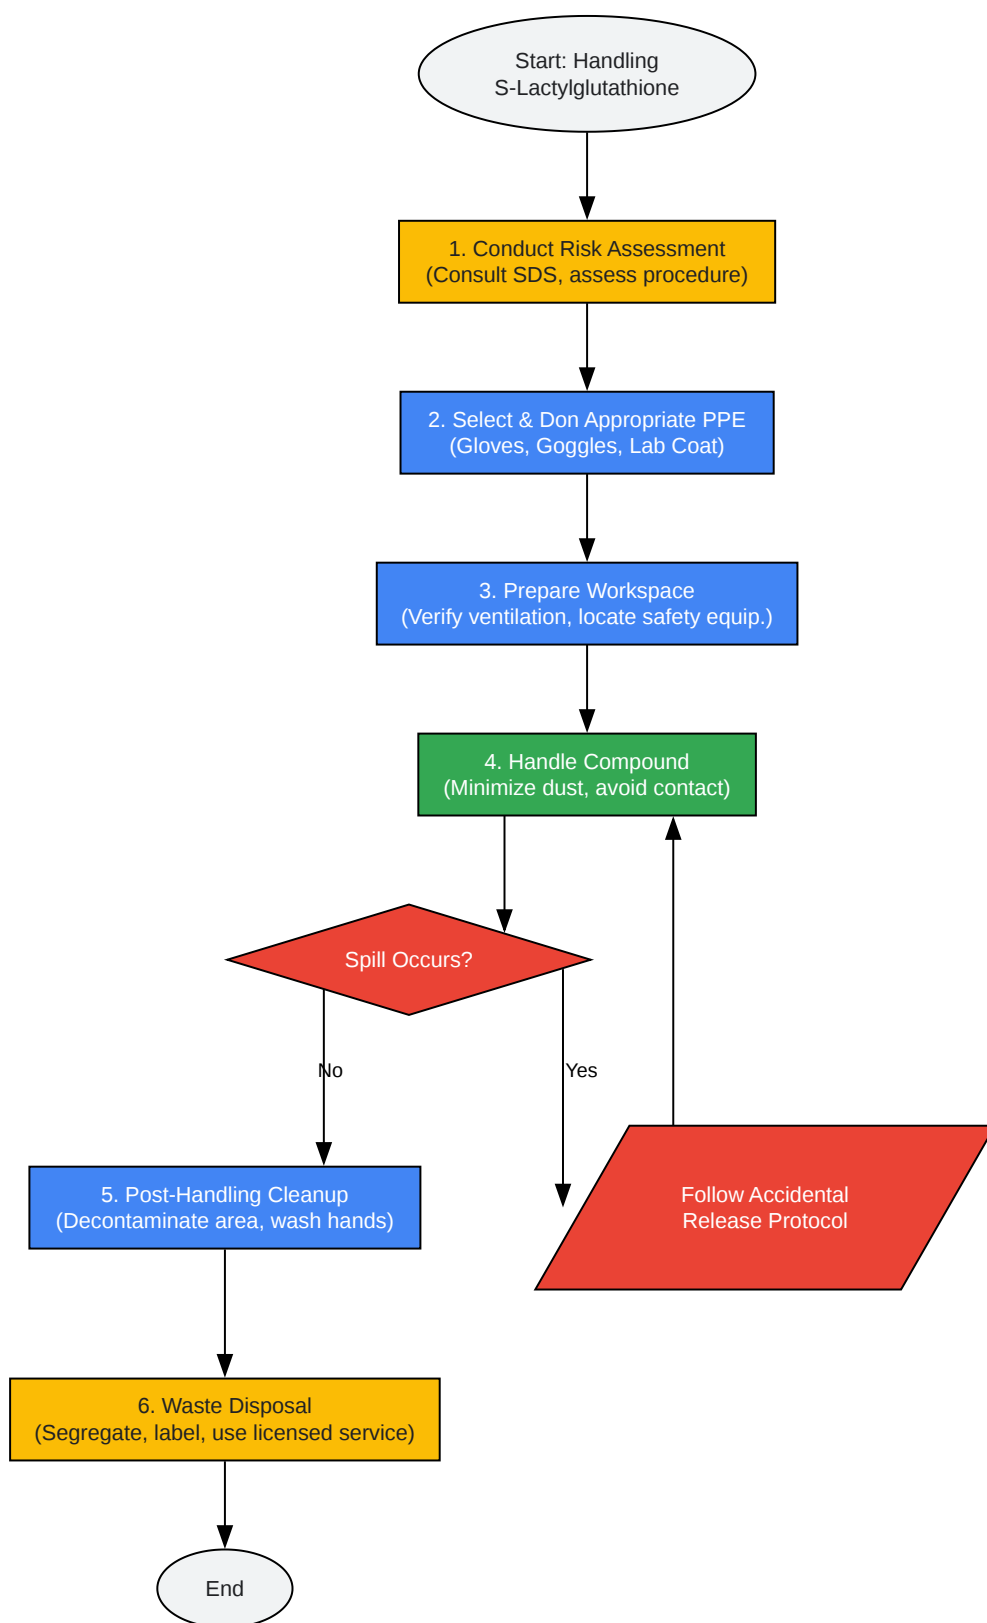 Start: Handling
S-Lactylglutathione
1. Conduct Risk Assessment
(Consult SDS, assess procedure)
2. Select & Don Appropriate PPE
(Gloves, Goggles, Lab Coat)
3. Prepare Workspace
(Verify ventilation, locate safety equip.)
4. Handle Compound
(Minimize dust, avoid contact)
Spill Occurs?
No
Yes
5. Post-Handling Cleanup
(Decontaminate area, wash hands)
Follow Accidental
Release Protocol
6. Waste Disposal
(Segregate, label, use licensed service)
End